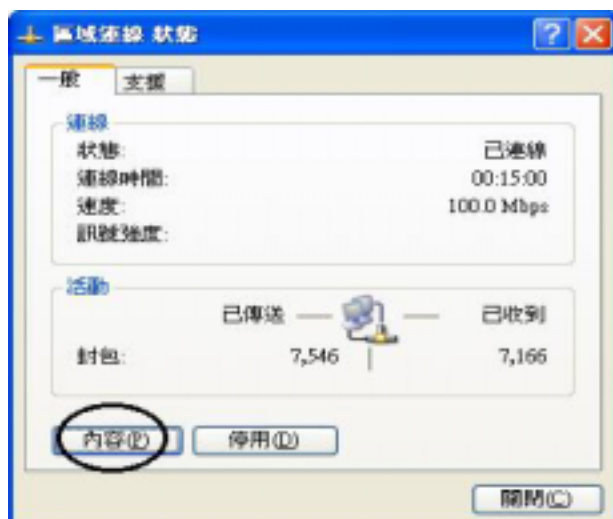 區域連線 狀態
一般 支援
連線
狀態: 已連線
連線時間: 00:15:00
速度: 100.0 Mbps
訊號強度:
活動
已傳送 已收到
封包: 7,546 7,166
內容(P) 停用(D)
關閉(C)